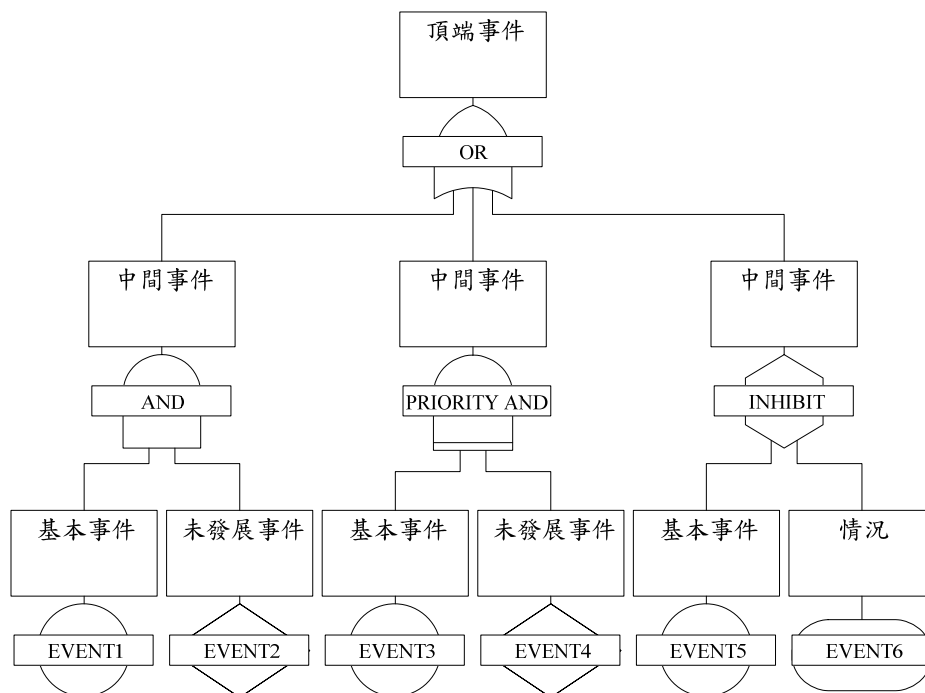 頂端事件
OR
中間事件
中間事件
中間事件
AND
PRIORITY AND
INHIBIT
基本事件
未發展事件
基本事件
未發展事件
基本事件
情況
EVENT1
EVENT2
EVENT3
EVENT4
EVENT5
EVENT6